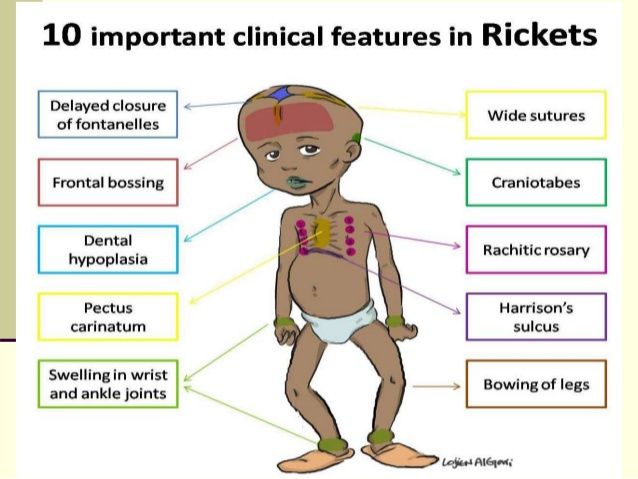 10 important clinical features in Rickets
Delayed closure
of fontanelles
Frontal bossing
Dental
hypoplasia
Pectus
carinatum
Swelling in wrist
and ankle joints
Wide sutures
Craniotabes
Rachitic rosary
Harrison's
sulcus
Bowing of legs